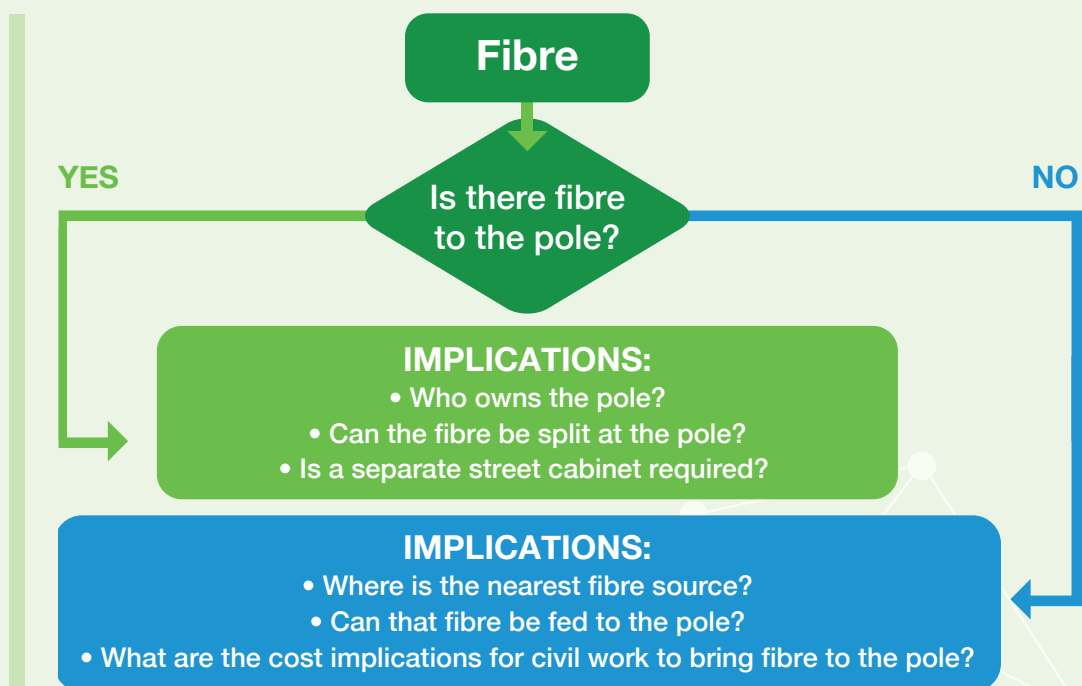 Fibre
Is there fibre
to the pole?
YES
NO
IMPLICATIONS:
• Who owns the pole?
• Can the fibre be split at the pole?
• Is a separate street cabinet required?
IMPLICATIONS:
• Where is the nearest fibre source?
• Can that fibre be fed to the pole?
• What are the cost implications for civil work to bring fibre to the pole?